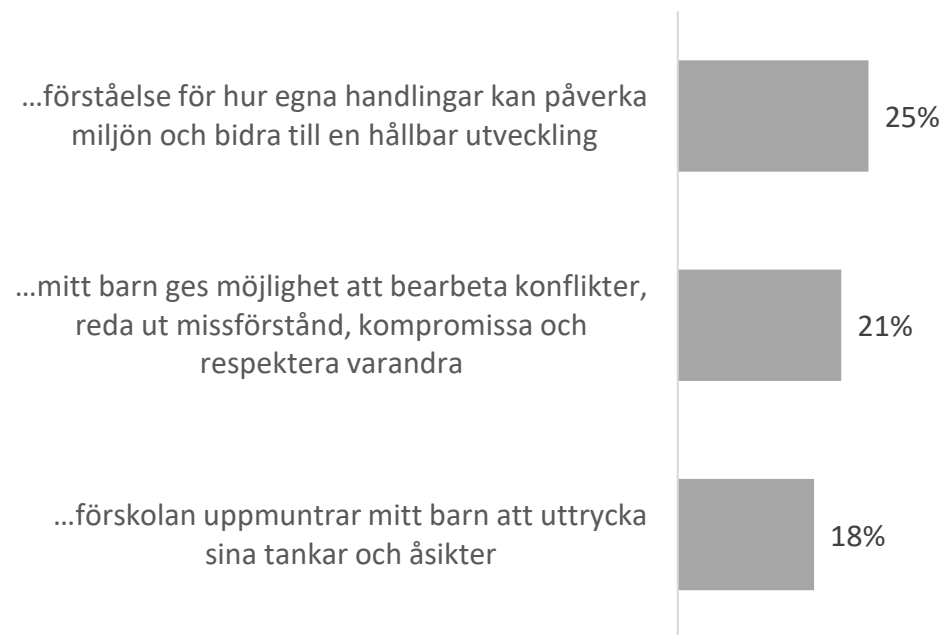 …förståelse för hur egna handlingar kan påverka
miljön och bidra till en hållbar utveckling
25%
…mitt barn ges möjlighet att bearbeta konflikter,
reda ut missförstånd, kompromissa och
respektera varandra
21%
…förskolan uppmuntrar mitt barn att uttrycka
sina tankar och åsikter
18%